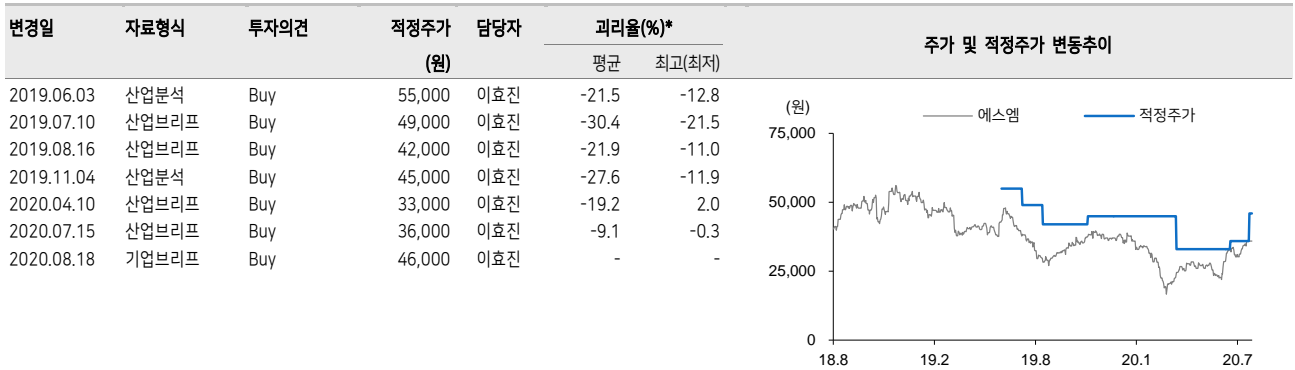 변경일 자료형식 투자의견 적정주가 담당자 괴리율(%)*
(원) 평균 최고(최저)
2019.06.03 산업분석 Buy 55,000 이효진 -21.5 -12.8
2019.07.10 산업브리프 Buy 49,000 이효진 -30.4 -21.5
2019.08.16 산업브리프 Buy 42,000 이효진 -21.9 -11.0
2019.11.04 산업분석 Buy 45,000 이효진 -27.6 -11.9
2020.04.10 산업브리프 Buy 33,000 이효진 -19.2 2.0
2020.07.15 산업브리프 Buy 36,000 이효진 -9.1 -0.3
2020.08.18 기업브리프 Buy 46,000 이효진 - -
주가 및 적정주가 변동추이
(원)
에스엠 적정주가
75,000
50,000
25,000
0
18.8 19.2 19.8 20.1 20.7